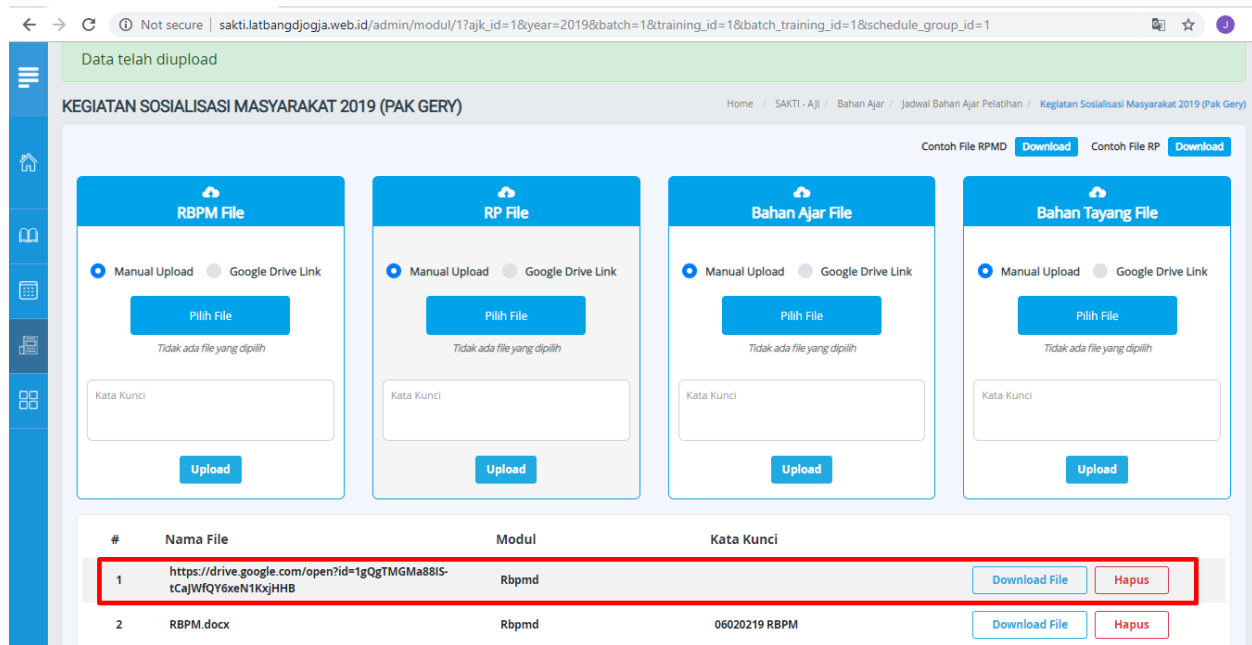 Not secure | sakti.latbangdjogja.web.id/admin/modul/1?ajk_id=1&year=2019&batch=1&training_id=1&batch_training_id=1&schedule_group_id=1
J
Data telah diupload
KEGIATAN SOSIALISASI MASYARAKAT 2019 (PAK GERY)
Home / SAKTI - AJI / Bahan Ajar / Jadwal Bahan Ajar Pelatihan / Kegiatan Sosialisasi Masyarakat 2019 (Pak Gery)
Contoh File RPMD Download Contoh File RP Download
RBPM File
Manual Upload Google Drive Link
Pilih File
Tidak ada file yang dipilih
Kata Kunci
Upload
RP File
Manual Upload Google Drive Link
Pilih File
Tidak ada file yang dipilih
Kata Kunci
Upload
Bahan Ajar File
Manual Upload Google Drive Link
Pilih File
Tidak ada file yang dipilih
Kata Kunci
Upload
Bahan Tayang File
Manual Upload Google Drive Link
Pilih File
Tidak ada file yang dipilih
Kata Kunci
Upload
# Nama File Modul Kata Kunci
1 https://drive.google.com/open?id=1gQgTMGMa88IS-
tCaJWfQY6xeN1KxjHHB Rbpmd Download File Hapus
2 RBPM.docx Rbpmd 06020219 RBPM Download File Hapus